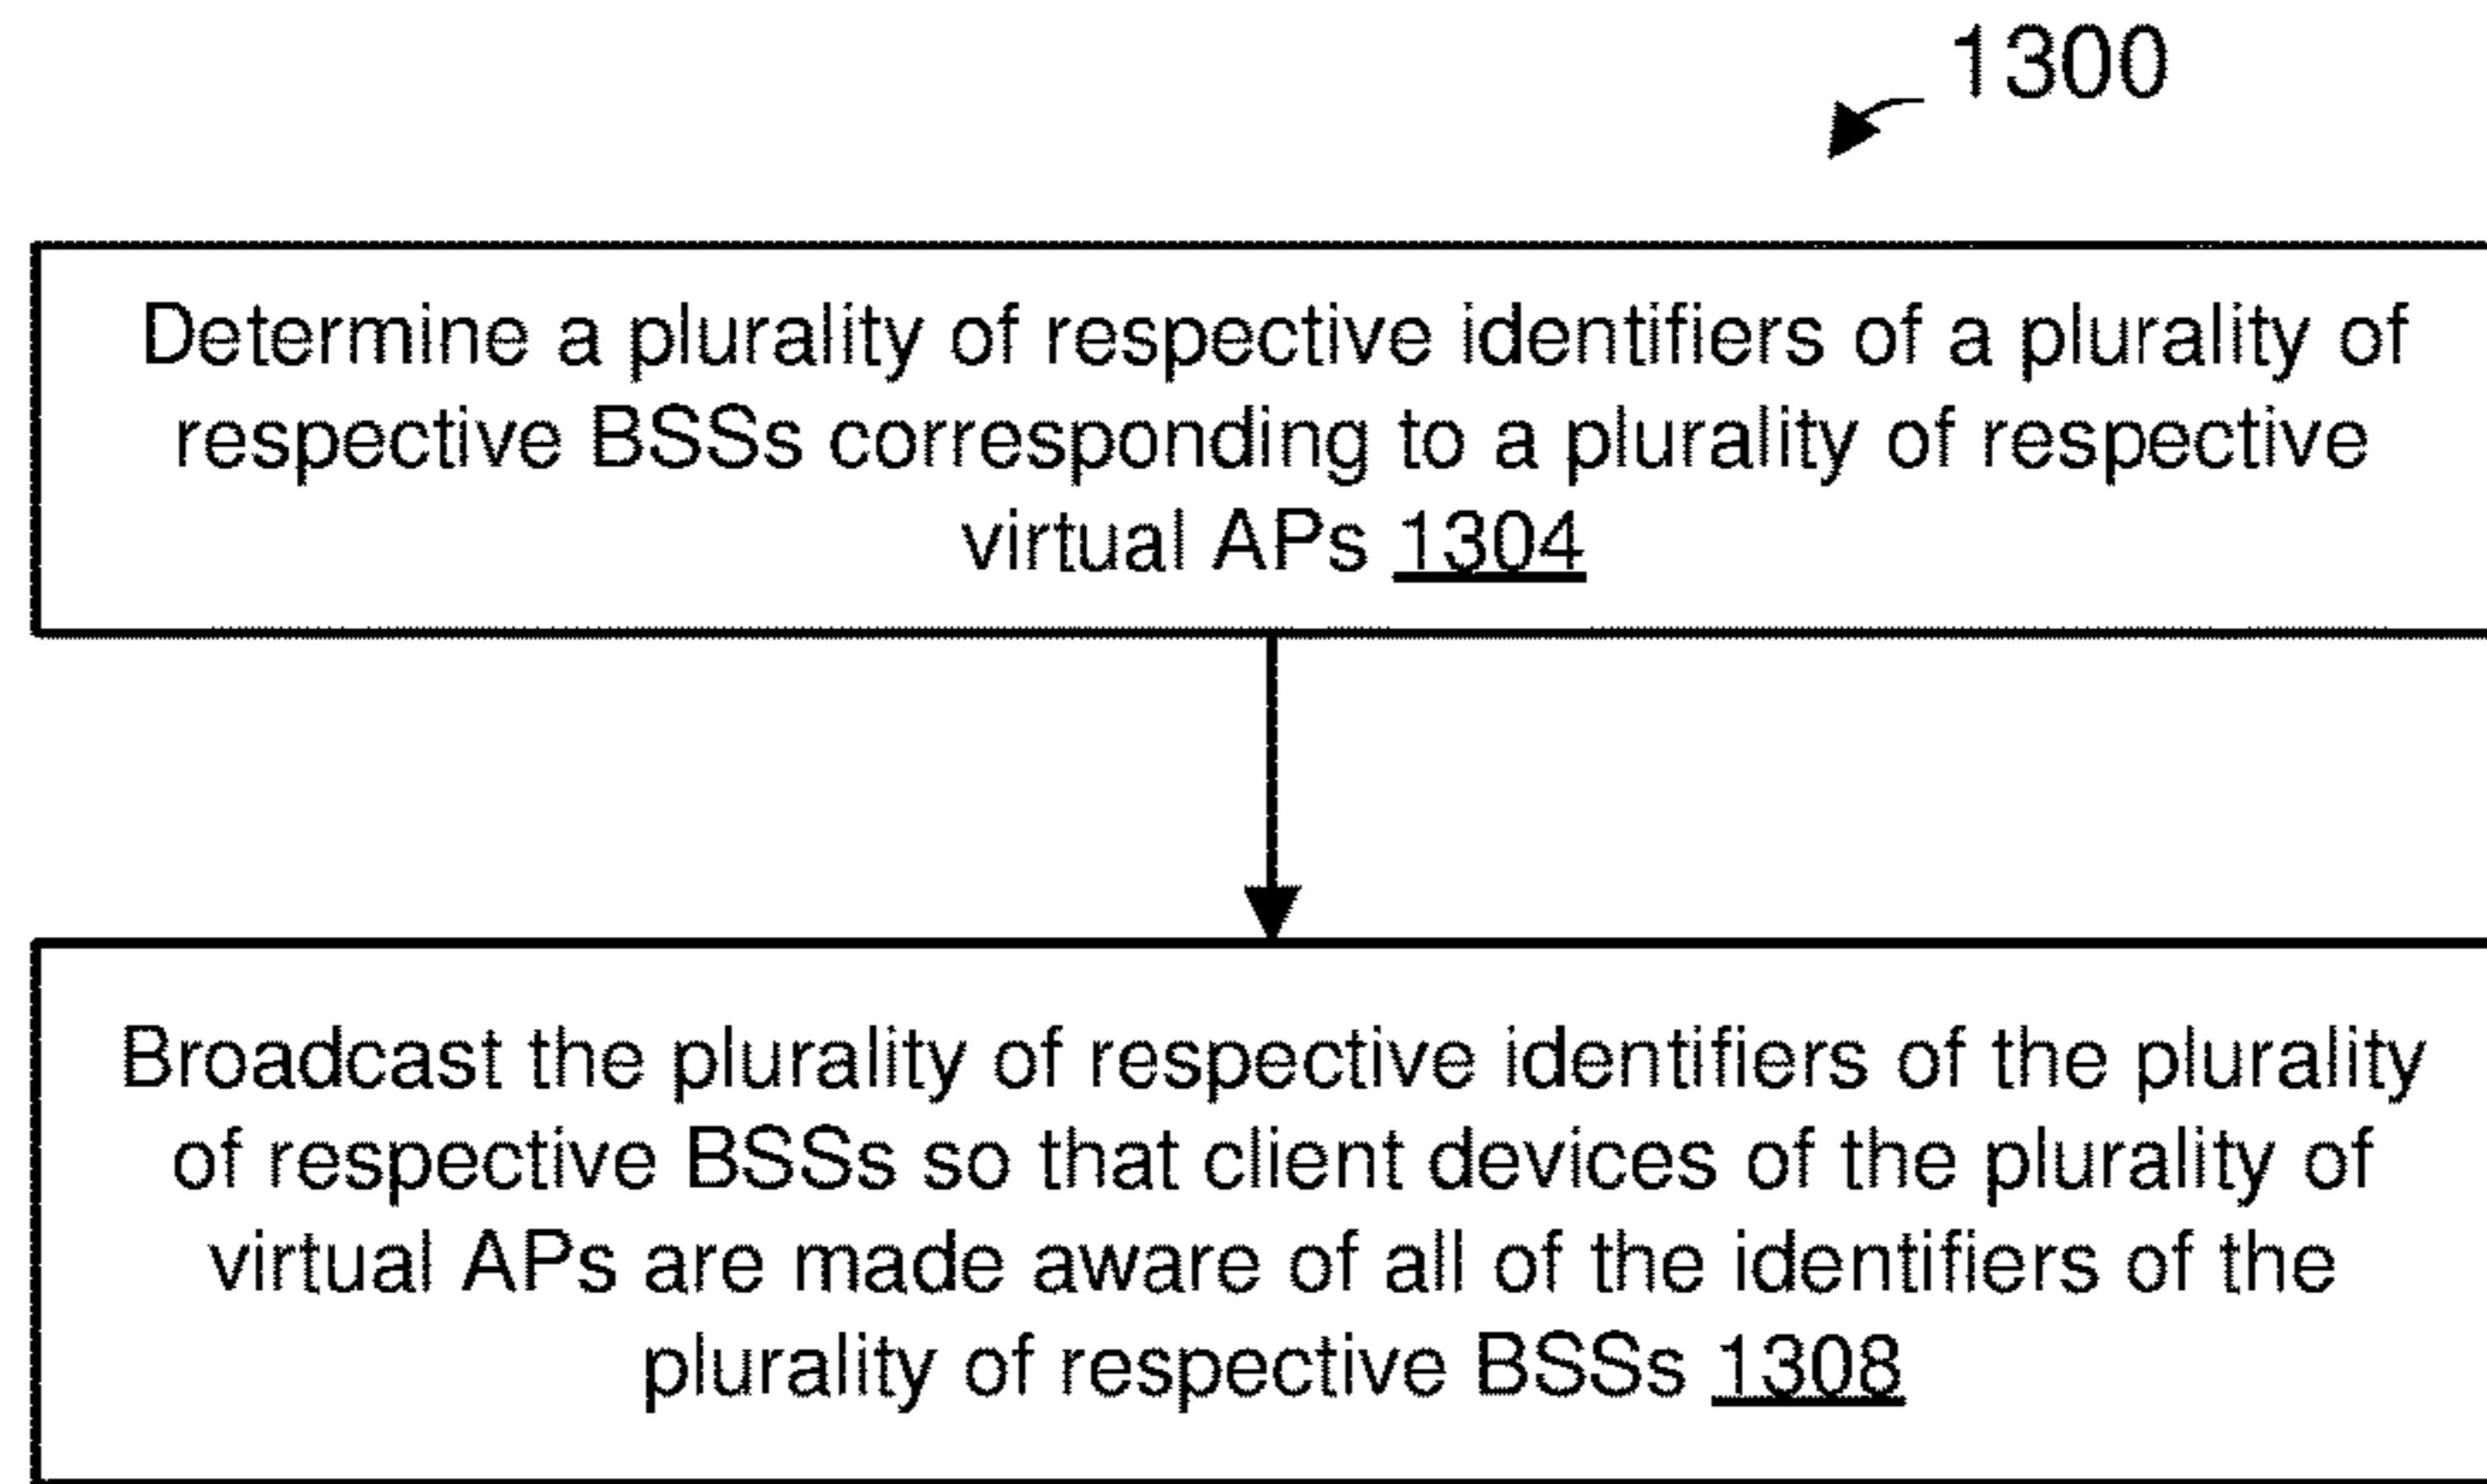 1300
Determine a plurality of respective identifiers of a plurality of
respective BSSs corresponding to a plurality of respective
virtual APs 1304
Broadcast the plurality of respective identifiers of the plurality
of respective BSSs so that client devices of the plurality of
virtual APs are made aware of all of the identifiers of the
plurality of respective BSSs 1308